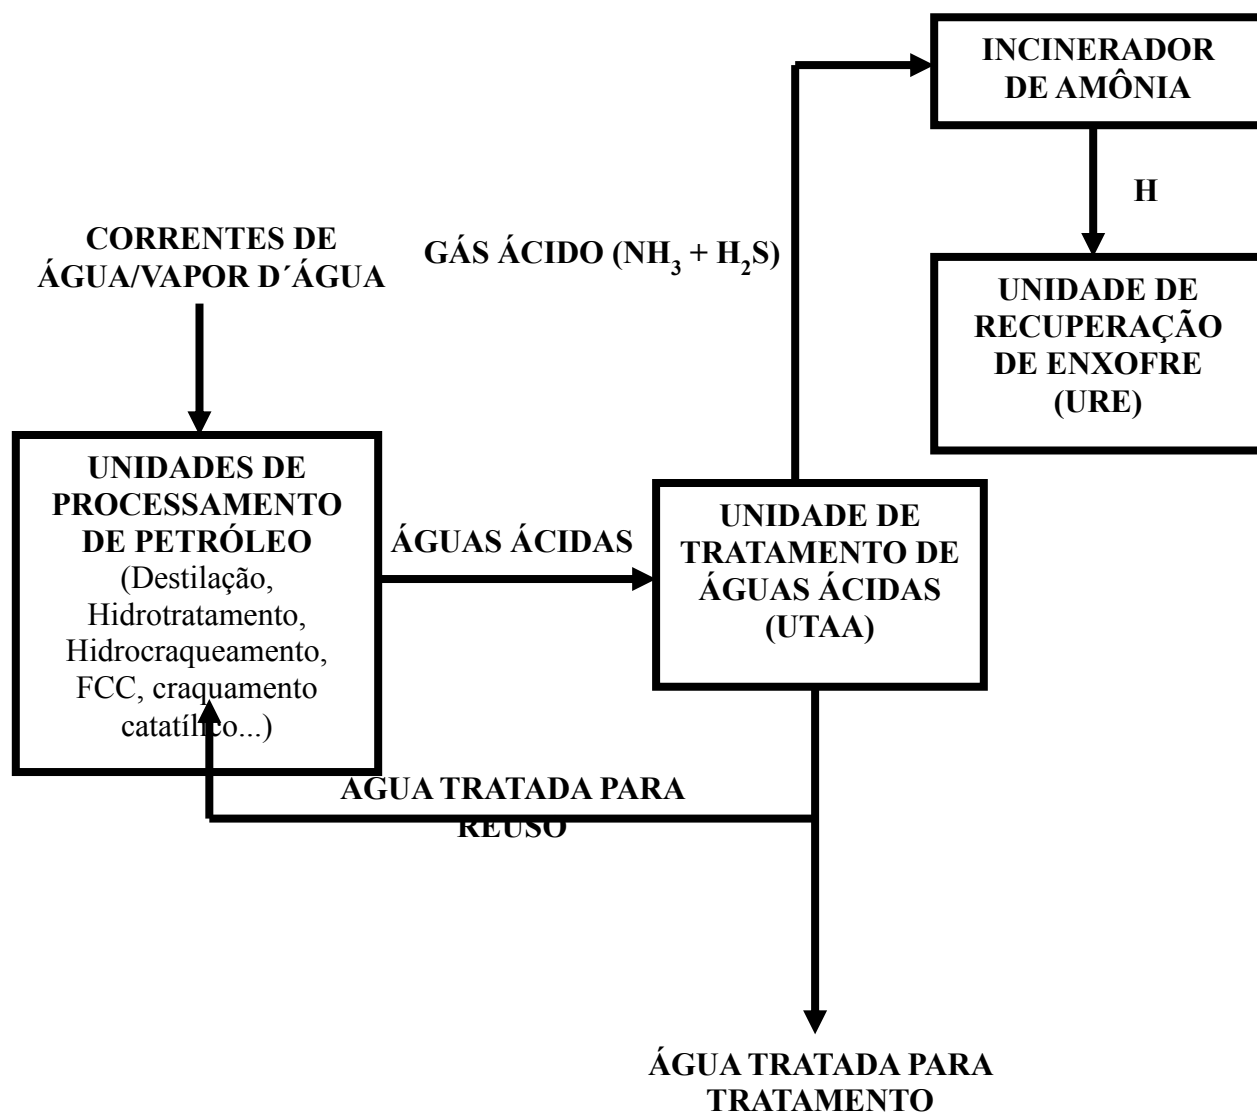 INCINERADOR
DE AMÔNIA
H
CORRENTES DE
ÁGUA/VAPOR D´ÁGUA
GÁS ÁCIDO (NH3 + H2S)
UNIDADE DE
RECUPERAÇÃO
DE ENXOFRE
(URE)
UNIDADES DE
PROCESSAMENTO
DE PETRÓLEO
(Destilação,
Hidrotratamento,
Hidrocraqueamento,
FCC, craquamento
catatílico...)
ÁGUAS ÁCIDAS
UNIDADE DE
TRATAMENTO DE
ÁGUAS ÁCIDAS
(UTAA)
AGUA TRATADA PARA
REUSO
ÁGUA TRATADA PARA
TRATAMENTO